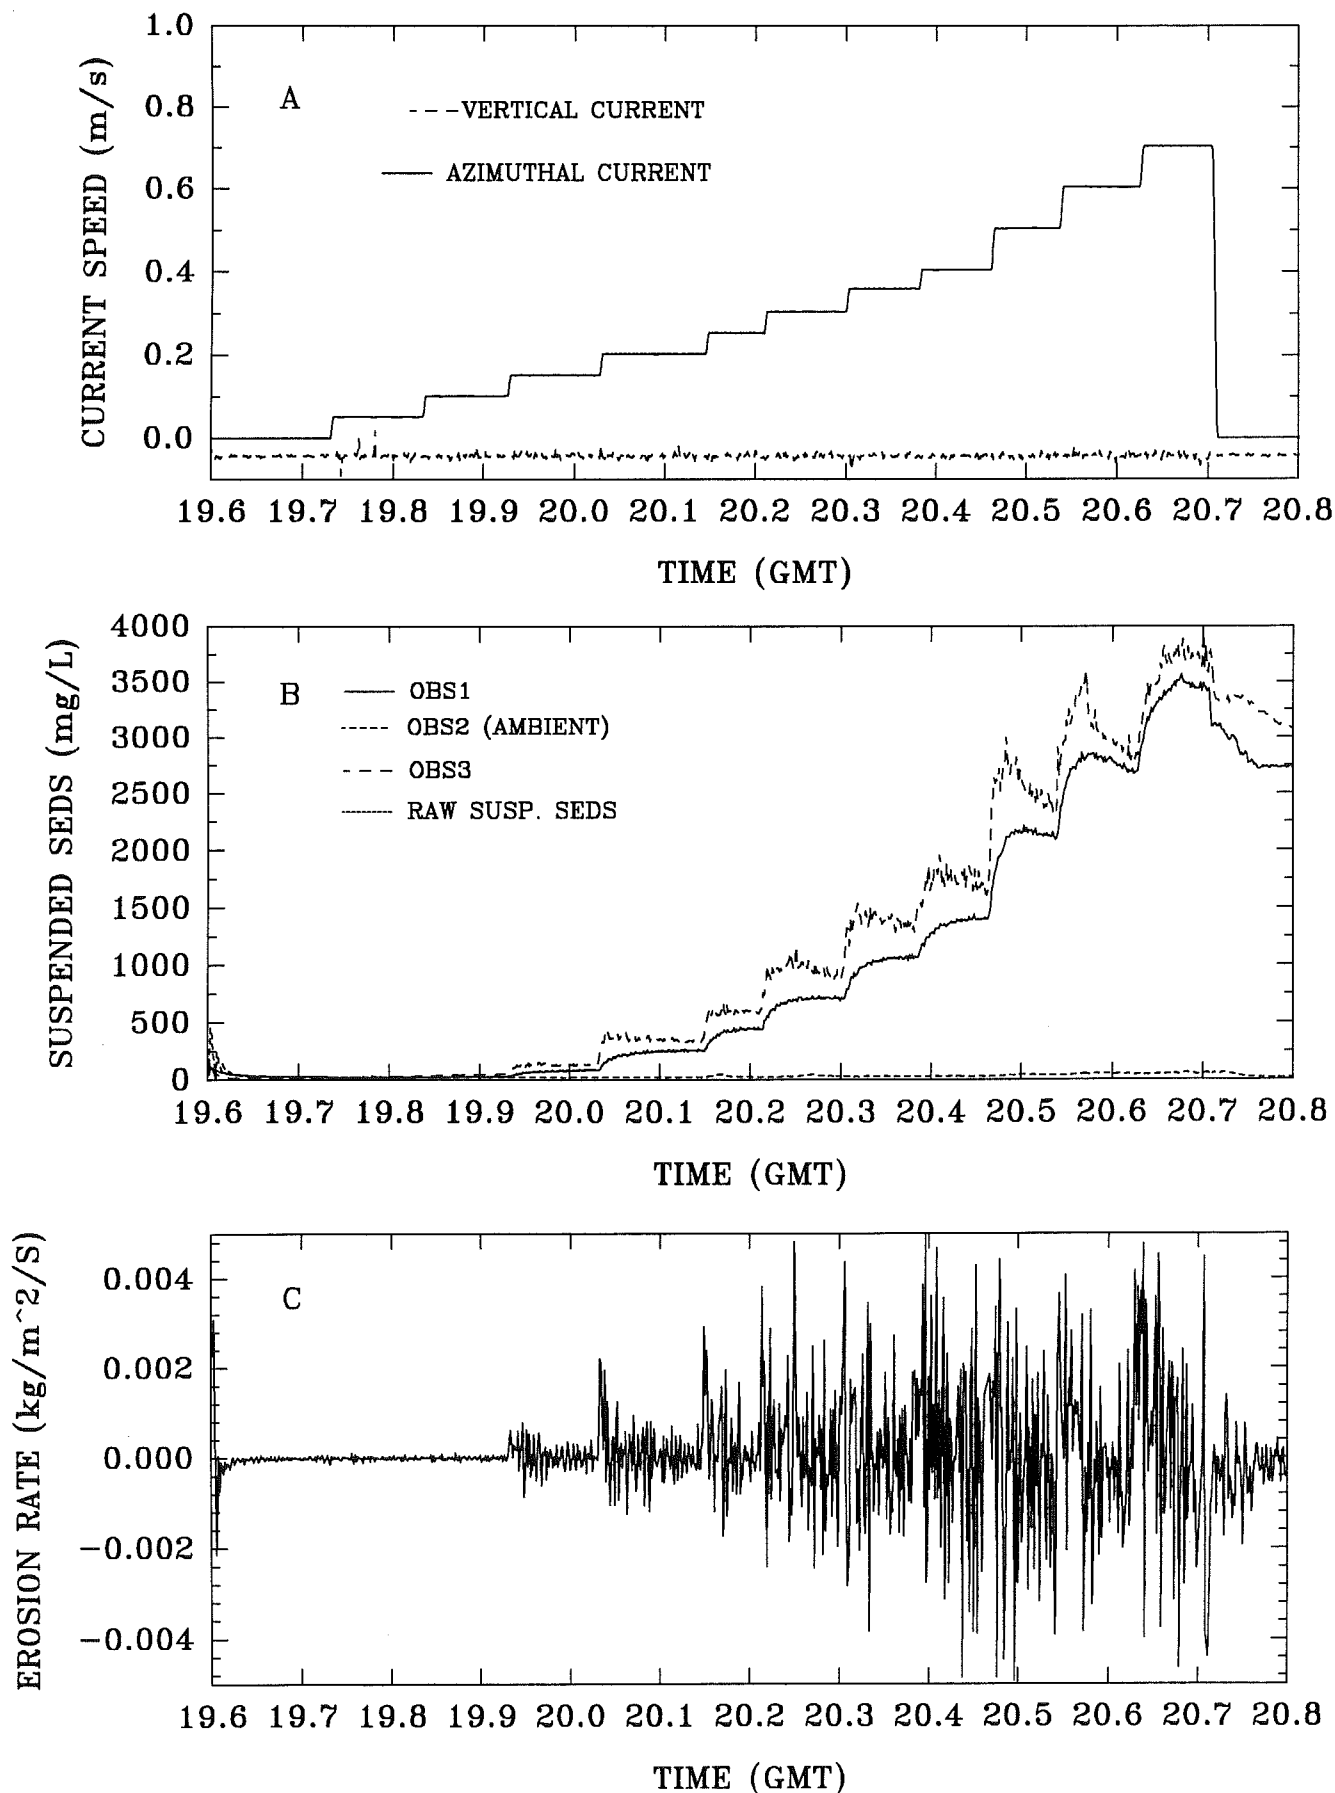 1.0
A
- - -VERTICAL CURRENT
AZIMUTHAL CURRENT
0.8
0.6
0.4
0.2
0.0
CURRENT SPEED (m/s)
19.6 19.7 19.8 19.9 20.0 20.1 20.2 20.3 20.4 20.5 20.6 20.7 20.8
TIME (GMT)
4000
3500
3000
2500
2000
1500
1000
500
0
SUSPENDED SEDS (mg/L)
B
OBS1
OBS2 (AMBIENT)
OBS3
RAW SUSP. SEDS
19.6 19.7 19.8 19.9 20.0 20.1 20.2 20.3 20.4 20.5 20.6 20.7 20.8
TIME (GMT)
C
0.004
0.002
0.000
−0.002
−0.004
EROSION RATE (kg/m^2/S)
19.6 19.7 19.8 19.9 20.0 20.1 20.2 20.3 20.4 20.5 20.6 20.7 20.8
TIME (GMT)